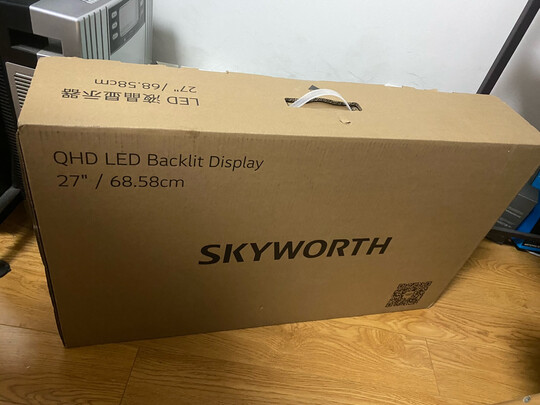 LED 液晶显示器
27" / 68.58cm
QHD LED Backlit Display
27" / 68.58cm
SKYWORTH